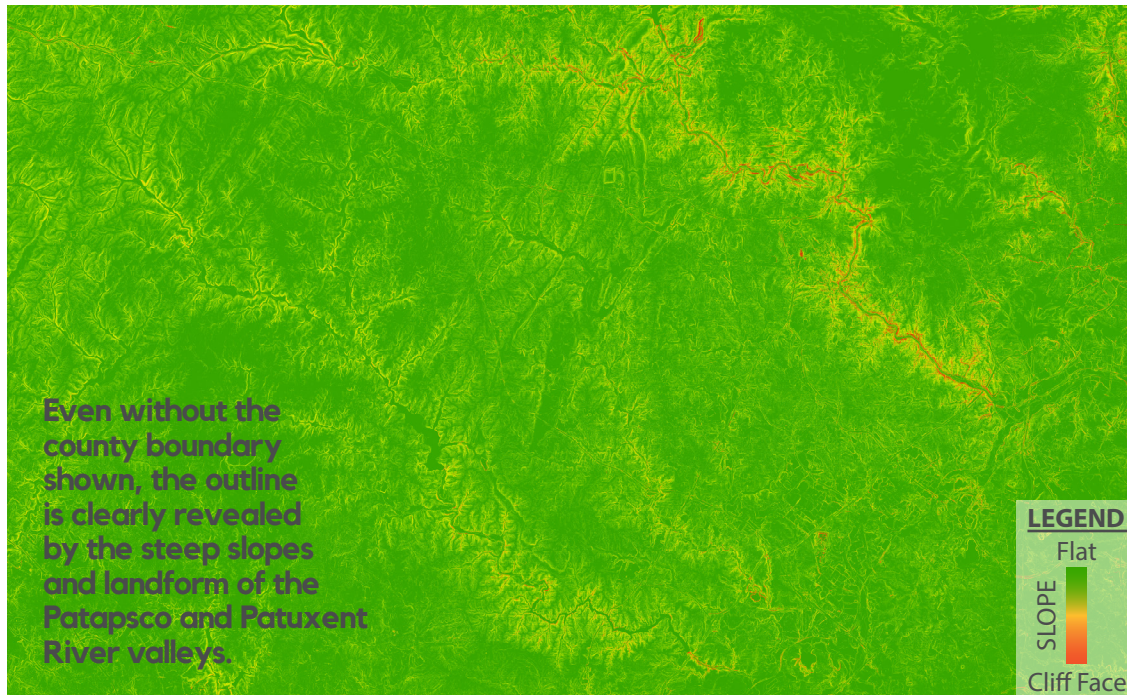 Even without the
county boundary
shown, the outline
is clearly revealed
by the steep slopes
and landform of the
Patapsco and Patuxent
River valleys.
LEGEND
Flat
SLOPE
Cliff Face